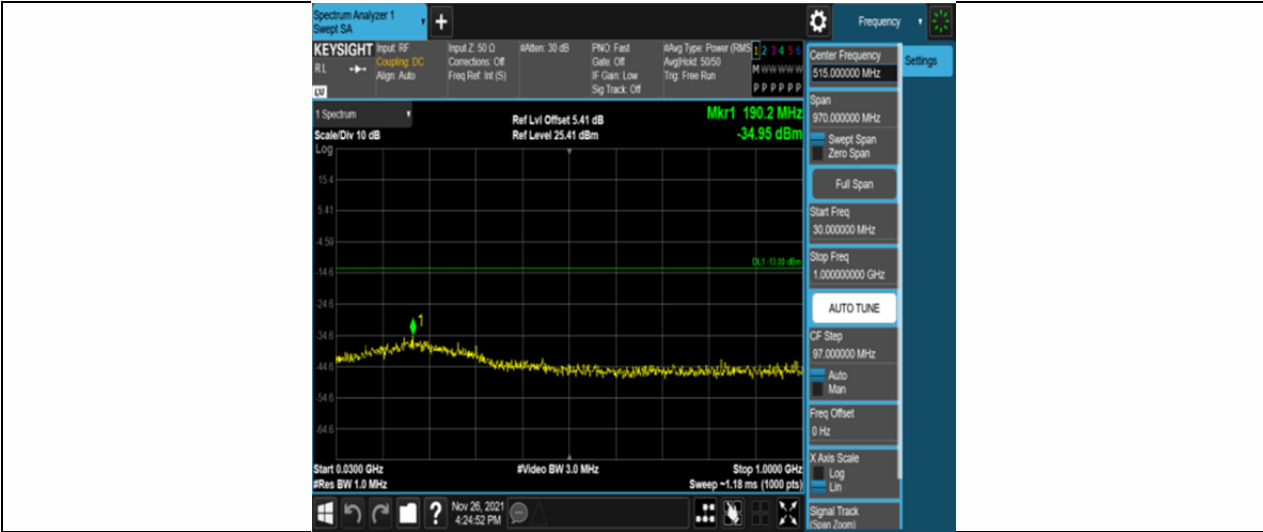 Spectrum Analyzer 1
Swept SA
+
Frequency
KEYSIGHT
RL
LV
Input: RF
Coupling: DC
Align: Auto
Input Z: 50 Ω
Corrections: Off
Freq Ref: Int (S)
#Atten: 30 dB
PNO: Fast
Gate: Off
IF Gain: Low
Sig Track: Off
#Avg Type: Power (RMS
Avg|Hold: 50/50
Trig: Free Run
1 2 3 4 5 6
M W W W W W
P P P P P P
1 Spectrum
Scale/Div 10 dB
Log
Ref Lvl Offset 5.41 dB
Ref Level 25.41 dBm
Mkr1 190.2 MHz
-34.95 dBm
15.4
5.41
-4.59
DL1 -13.00 dBm
-14.6
-24.6
1
-34.6
-44.6
-54.6
-64.6
Start 0.0300 GHz
#Res BW 1.0 MHz
#Video BW 3.0 MHz
Stop 1.0000 GHz
Sweep ~1.18 ms (1000 pts)
?
Nov 26, 2021
4:24:52 PM
Center Frequency
515.000000 MHz
Settings
Span
970.000000 MHz
Swept Span
Zero Span
Full Span
Start Freq
30.000000 MHz
Stop Freq
1.000000000 GHz
AUTO TUNE
CF Step
97.000000 MHz
Auto
Man
Freq Offset
0 Hz
X Axis Scale
Log
Lin
Signal Track
(Span Zoom)